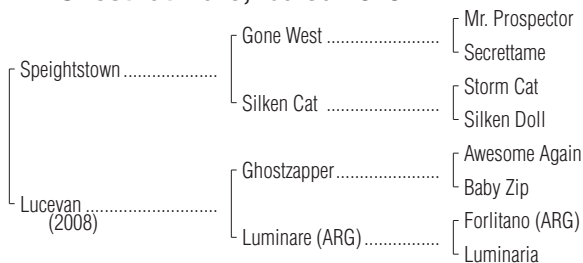 Mr. Prospector
Gone West
Secrettame
Speightstown
Storm Cat
Silken Cat
Silken Doll
Awesome Again
Ghostzapper
Baby Zip
Lucevan
(2008)
Forlitano (ARG)
Luminare (ARG)
Luminaria